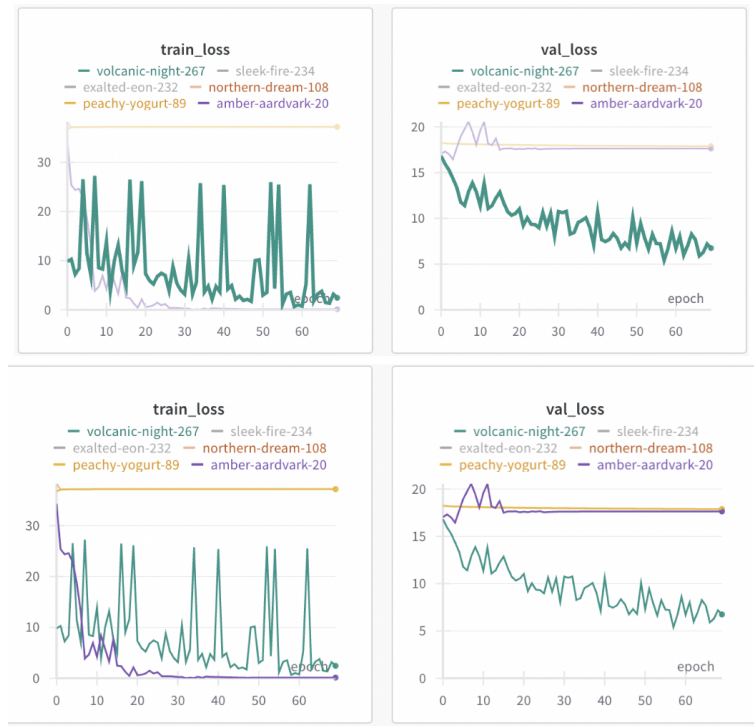 train_loss
volcanic-night-267 sleek-fire-234
exalted-eon-232 northern-dream-108
peachy-yogurt-89 amber-aardvark-20
30
20
10
0
epoch
0 10 20 30 40 50 60
val_loss
volcanic-night-267 sleek-fire-234
exalted-eon-232 northern-dream-108
peachy-yogurt-89 amber-aardvark-20
20
15
10
5
0
epoch
0 10 20 30 40 50 60
train_loss
volcanic-night-267 sleek-fire-234
exalted-eon-232 northern-dream-108
peachy-yogurt-89 amber-aardvark-20
30
20
10
0
epoch
0 10 20 30 40 50 60
val_loss
volcanic-night-267 sleek-fire-234
exalted-eon-232 northern-dream-108
peachy-yogurt-89 amber-aardvark-20
20
15
10
5
0
epoch
0 10 20 30 40 50 60